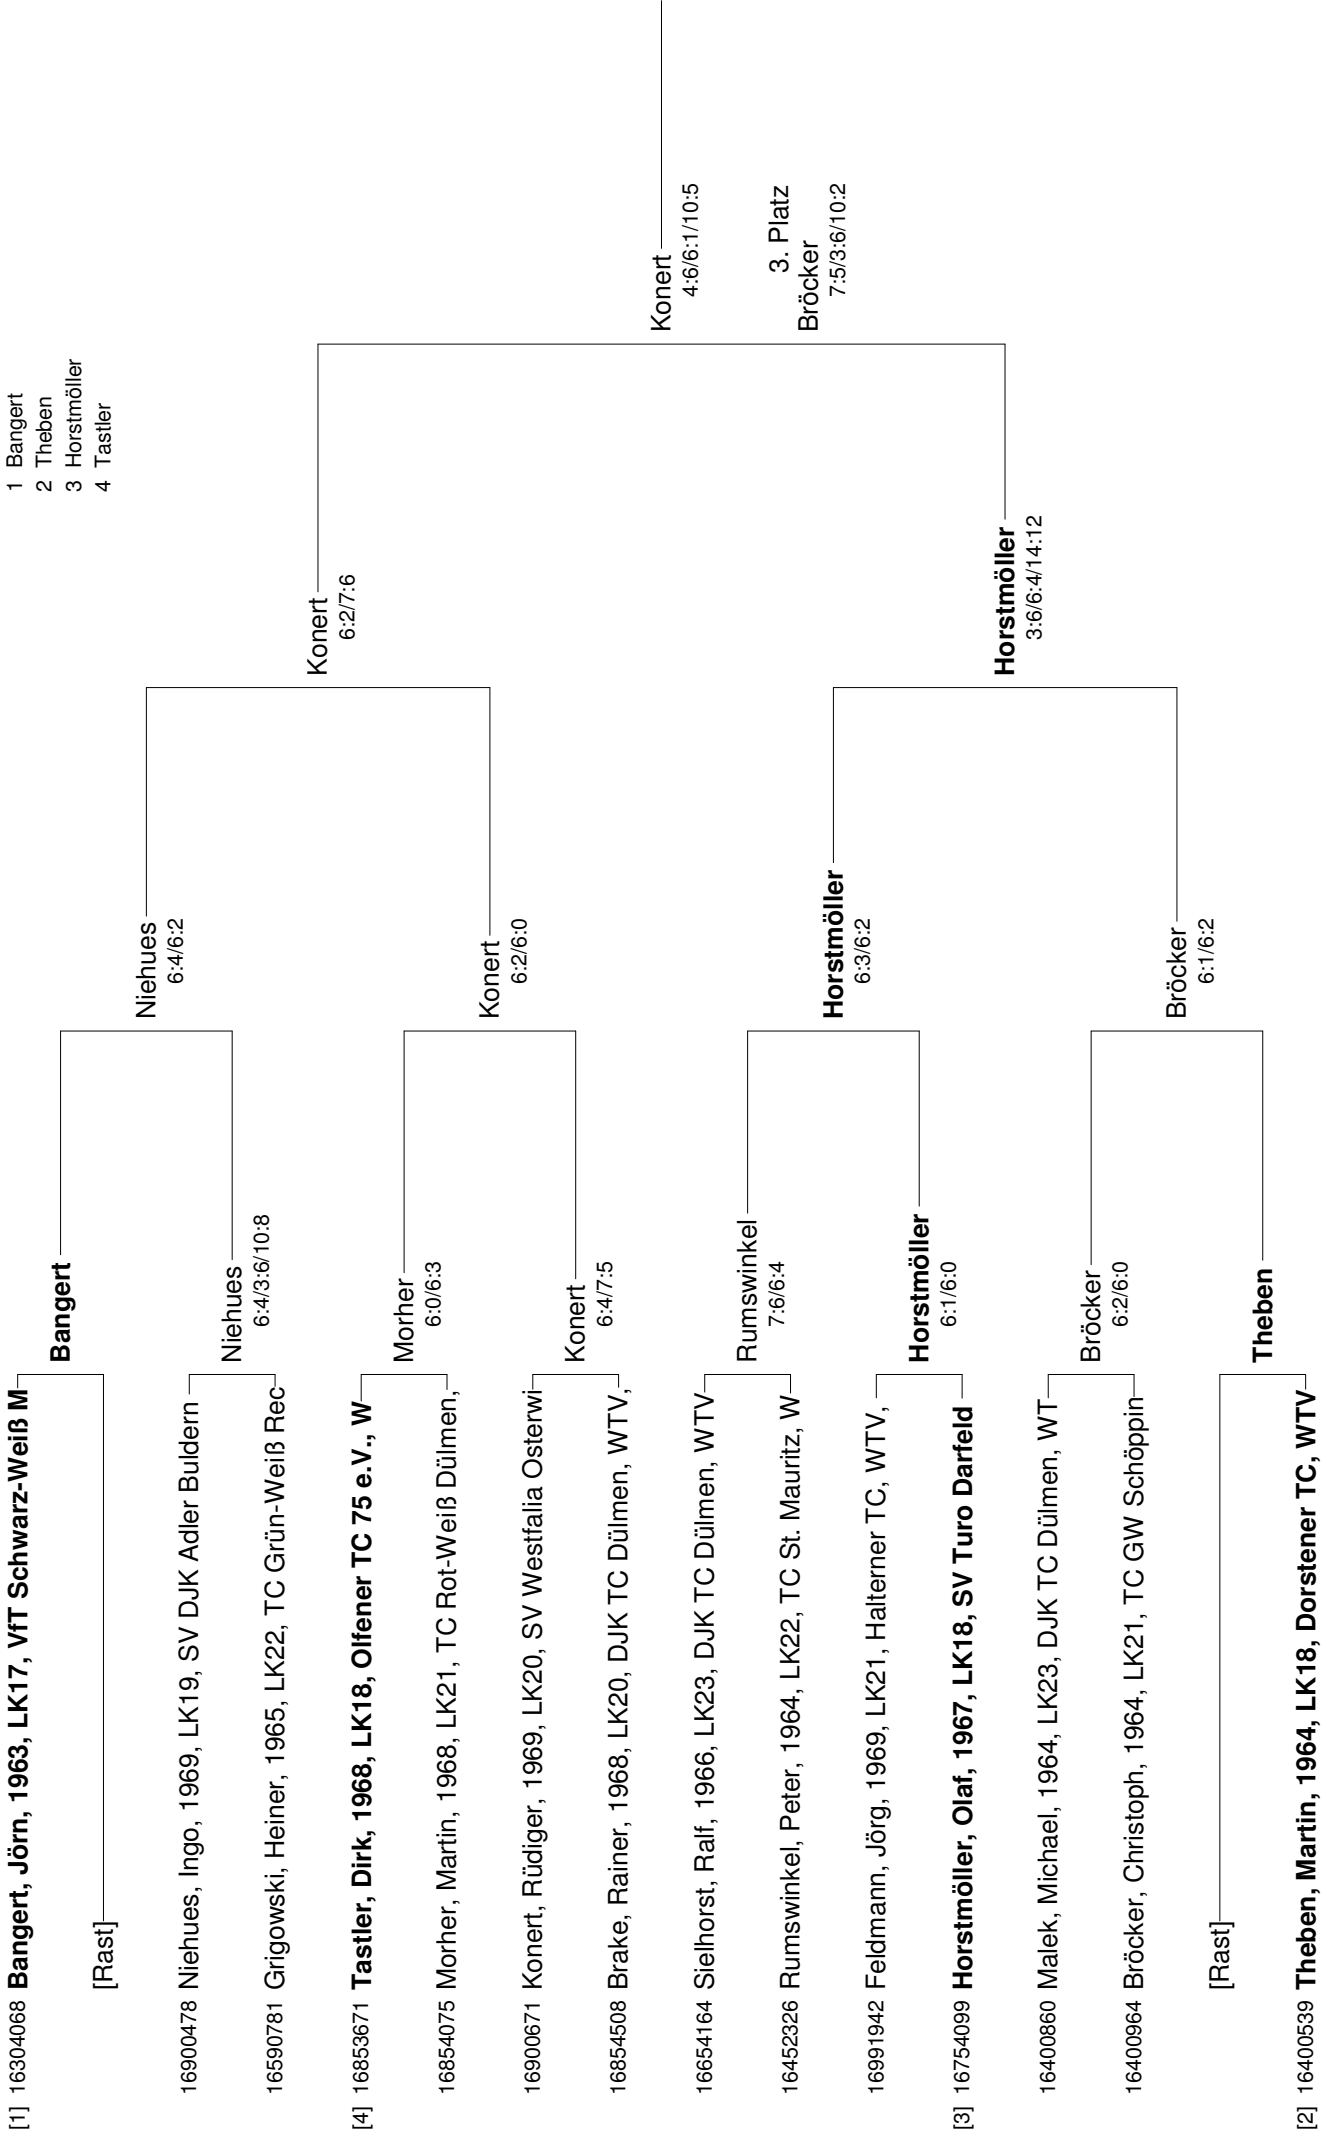 1 Bangert
2 Theben
3 Horstmöller
4 Tastler
[1] 16304068 Bangert, Jörn, 1963, LK17, VfT Schwarz-Weiß M
[Rast]
16900478 Niehues, Ingo, 1969, LK19, SV DJK Adler Buldern
16590781 Grigowski, Heiner, 1965, LK22, TC Grün-Weiß Rec
[4] 16853671 Tastler, Dirk, 1968, LK18, Olfener TC 75 e.V., W
16854075 Morher, Martin, 1968, LK21, TC Rot-Weiß Dülmen,
16900671 Konert, Rüdiger, 1969, LK20, SV Westfalia Osterwi
16854508 Brake, Rainer, 1968, LK20, DJK TC Dülmen, WTV,
16654164 Sielhorst, Ralf, 1966, LK23, DJK TC Dülmen, WTV
16452326 Rumswinkel, Peter, 1964, LK22, TC St. Mauritz, W
16991942 Feldmann, Jörg, 1969, LK21, Halterner TC, WTV,
[3] 16754099 Horstmöller, Olaf, 1967, LK18, SV Turo Darfeld
16400860 Malek, Michael, 1964, LK23, DJK TC Dülmen, WT
16400964 Bröcker, Christoph, 1964, LK21, TC GW Schöppin
[Rast]
[2] 16400539 Theben, Martin, 1964, LK18, Dorstener TC, WTV
Bangert
Niehues
6:4/3:6/10:8
Morher
6:0/6:3
Konert
6:4/7:5
Rumswinkel
7:6/6:4
Horstmöller
6:1/6:0
Bröcker
6:2/6:0
Theben
Niehues
6:4/6:2
Konert
6:2/6:0
Horstmöller
6:3/6:2
Bröcker
6:1/6:2
Konert
6:2/7:6
Horstmöller
3:6/6:4/14:12
Konert
4:6/6:1/10:5
3. Platz
Bröcker
7:5/3:6/10:2